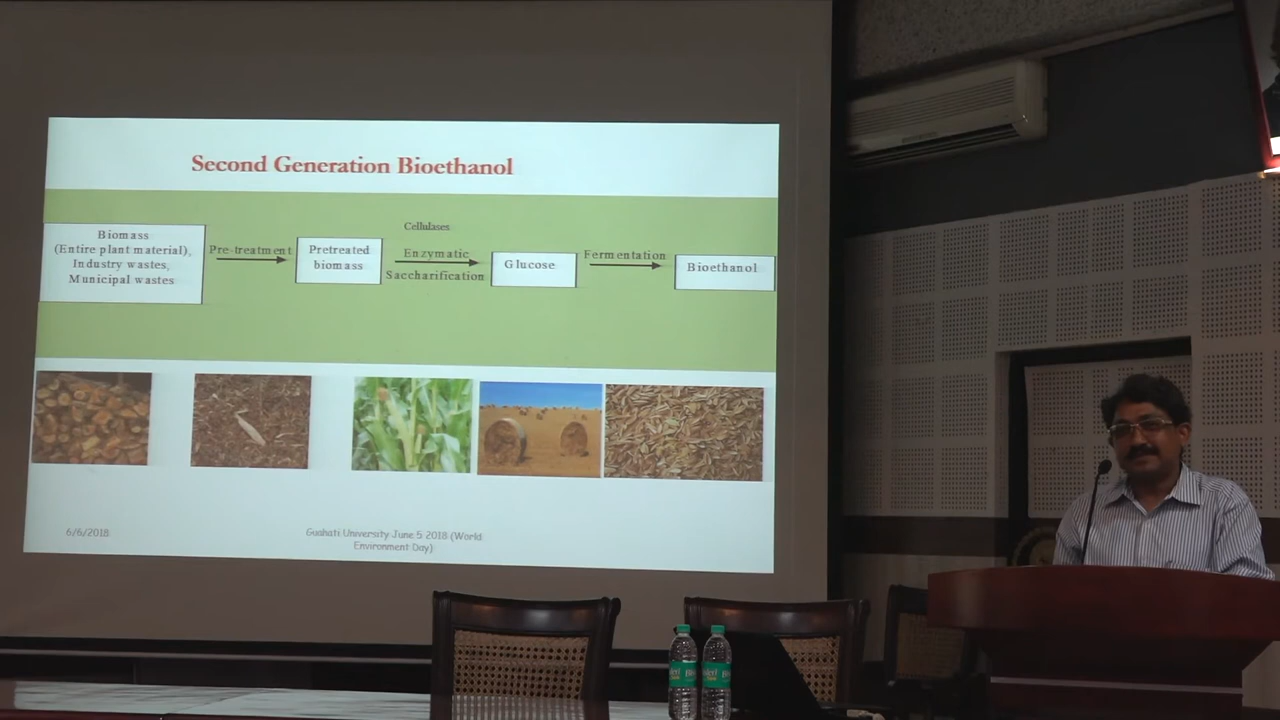 Second Generation Bioethanol
Biomass
(Entire plant material),
Industry wastes,
Municipal wastes
Pre-treatment
Pretreated
biomass
Cellulases
Enzymatic
Saccharification
Glucose
Fermentation
Bioethanol
6/6/2018
Guahati University June 5 2018 (World
Environment Day)